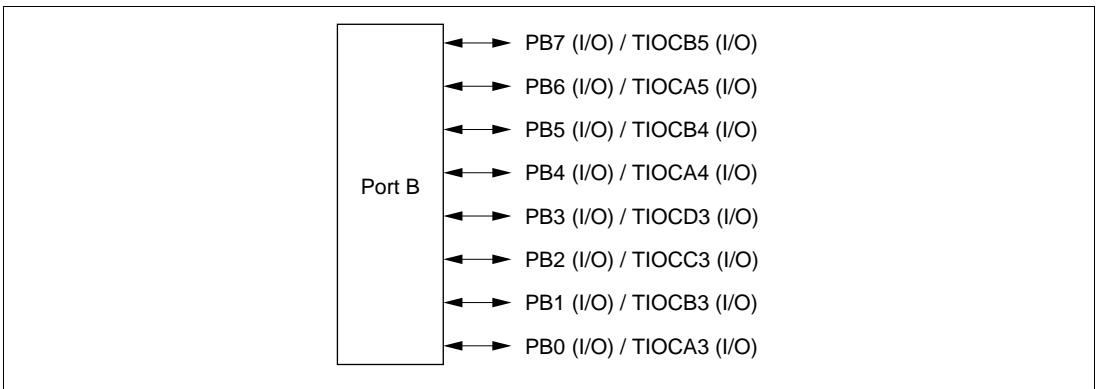 PB7 (I/O) / TIOCB5 (I/O)
PB6 (I/O) / TIOCA5 (I/O)
PB5 (I/O) / TIOCB4 (I/O)
PB4 (I/O) / TIOCA4 (I/O)
Port B
PB3 (I/O) / TIOCD3 (I/O)
PB2 (I/O) / TIOCC3 (I/O)
PB1 (I/O) / TIOCB3 (I/O)
PB0 (I/O) / TIOCA3 (I/O)